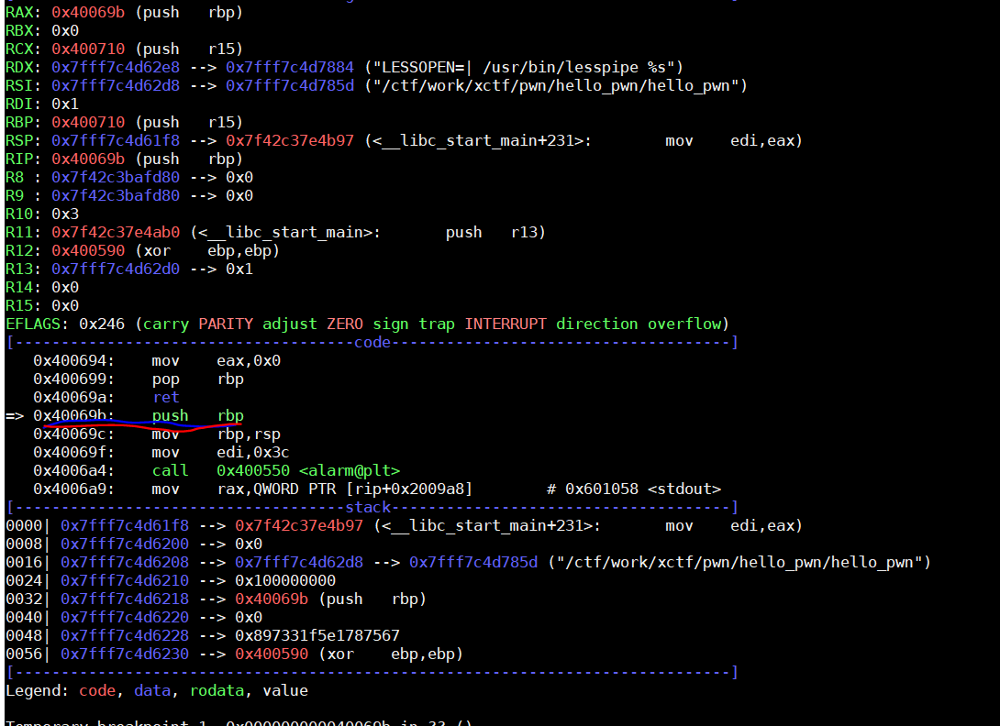 RAX: 0x40069b (push   rbp)
RBX: 0x0
RCX: 0x400710 (push   r15)
RDX: 0x7fff7c4d62e8 --> 0x7fff7c4d7884 ("LESSOPEN=| /usr/bin/lesspipe %s")
RSI: 0x7fff7c4d62d8 --> 0x7fff7c4d785d ("/ctf/work/xctf/pwn/hello_pwn/hello_pwn")
RDI: 0x1
RBP: 0x400710 (push   r15)
RSP: 0x7fff7c4d61f8 --> 0x7f42c37e4b97 (<__libc_start_main+231>:        mov    edi,eax)
RIP: 0x40069b (push   rbp)
R8 : 0x7f42c3bafd80 --> 0x0
R9 : 0x7f42c3bafd80 --> 0x0
R10: 0x3
R11: 0x7f42c37e4ab0 (<__libc_start_main>:       push   r13)
R12: 0x400590 (xor    ebp,ebp)
R13: 0x7fff7c4d62d0 --> 0x1
R14: 0x0
R15: 0x0
EFLAGS: 0x246 (carry PARITY adjust ZERO sign trap INTERRUPT direction overflow)
[-------------------------------------code-------------------------------------]
   0x400694:    mov    eax,0x0
   0x400699:    pop    rbp
   0x40069a:    ret
=> 0x40069b:    push   rbp
   0x40069c:    mov    rbp,rsp
   0x40069f:    mov    edi,0x3c
   0x4006a4:    call   0x400550 <alarm@plt>
   0x4006a9:    mov    rax,QWORD PTR [rip+0x2009a8]        # 0x601058 <stdout>
[------------------------------------stack-------------------------------------]
0000| 0x7fff7c4d61f8 --> 0x7f42c37e4b97 (<__libc_start_main+231>:       mov    edi,eax)
0008| 0x7fff7c4d6200 --> 0x0
0016| 0x7fff7c4d6208 --> 0x7fff7c4d62d8 --> 0x7fff7c4d785d ("/ctf/work/xctf/pwn/hello_pwn/hello_pwn")
0024| 0x7fff7c4d6210 --> 0x100000000
0032| 0x7fff7c4d6218 --> 0x40069b (push   rbp)
0040| 0x7fff7c4d6220 --> 0x0
0048| 0x7fff7c4d6228 --> 0x897331f5e1787567
0056| 0x7fff7c4d6230 --> 0x400590 (xor    ebp,ebp)
[------------------------------------------------------------------------------]
Legend: code, data, rodata, value
Temporary breakpoint 1, 0x000000000040069b in ?? ()